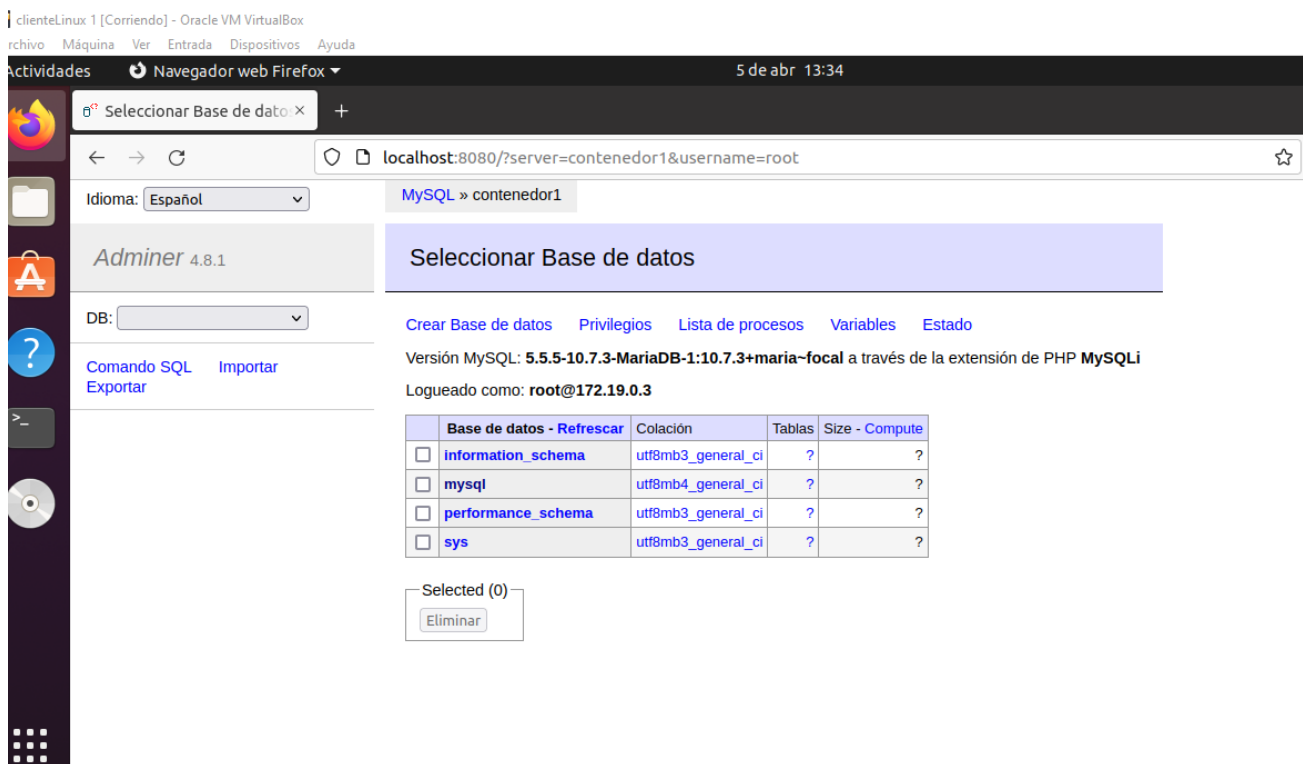 clienteLinux 1 [Corriendo] - Oracle VM VirtualBox
rchivo Máquina Ver Entrada Dispositivos Ayuda
Actividades Navegador web Firefox 5 de abr 13:34
Seleccionar Base de datos × +
localhost:8080/?server=contenedor1&username=root
Idioma: Español
MySQL » contenedor1
Adminer 4.8.1
Seleccionar Base de datos
DB:
Crear Base de datos Privilegios Lista de procesos Variables Estado
Comando SQL Importar
Exportar
Versión MySQL: 5.5.5-10.7.3-MariaDB-1:10.7.3+maria~focal a través de la extensión de PHP MySQLi
Logueado como: root@172.19.0.3
Base de datos - Refrescar Colación Tablas Size - Compute
information_schema utf8mb3_general_ci ? ?
mysql utf8mb4_general_ci ? ?
performance_schema utf8mb3_general_ci ? ?
sys utf8mb3_general_ci ? ?
Selected (0)
Eliminar